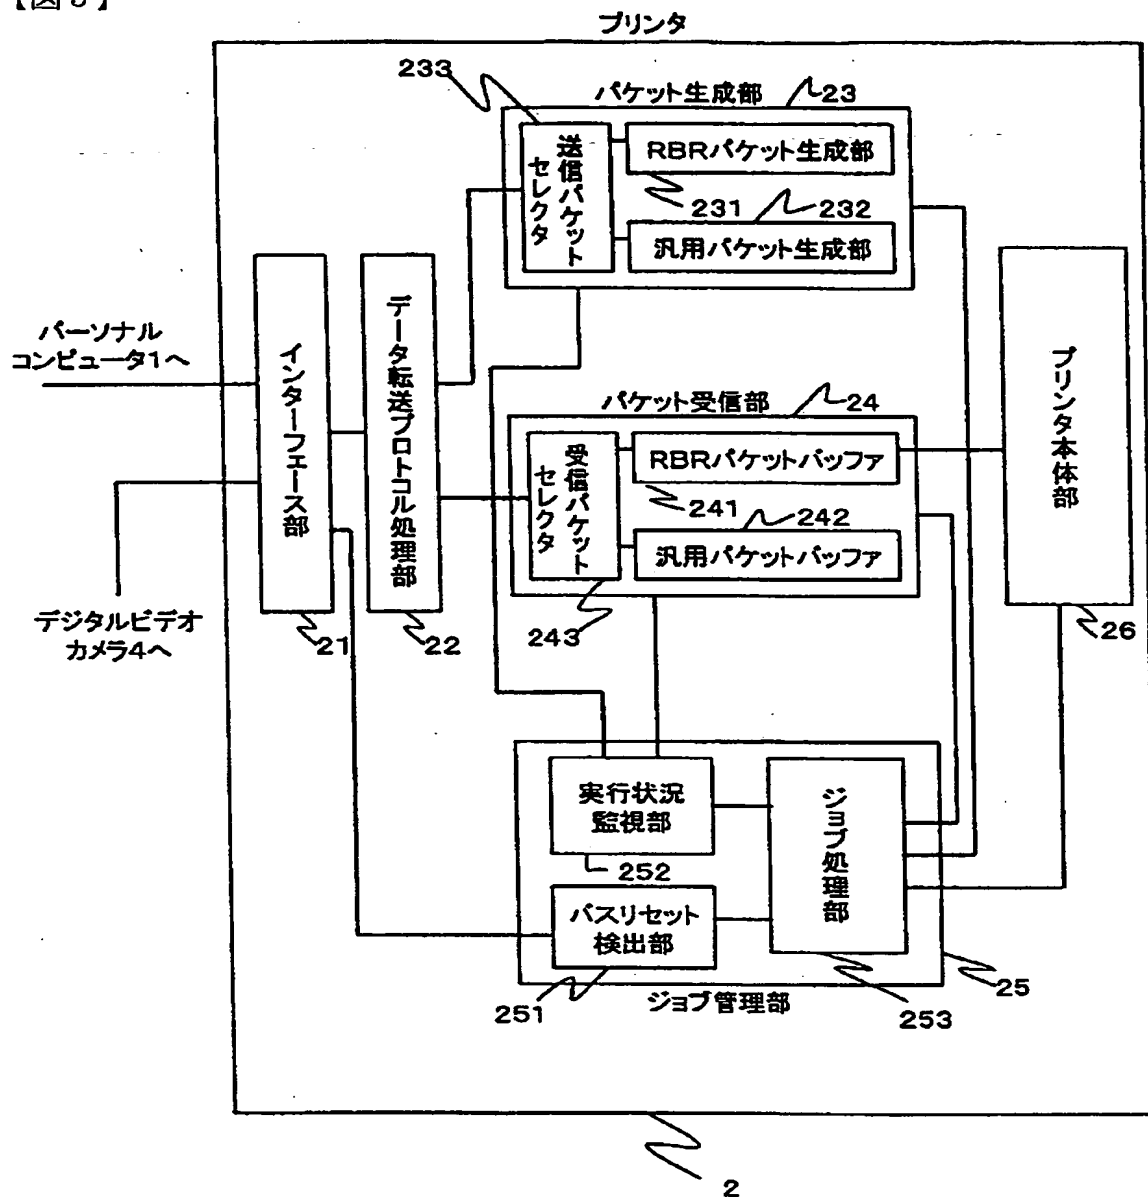 プリンタ
233
パケット生成部
23
送信パケット
セレクタ
RBRパケット生成部
231
232
汎用パケット生成部
パーソナル
コンピュータ1へ
インターフェース部
データ転送プロトコル処理部
プリンタ本体部
パケット受信部
24
受信パケット
セレクタ
RBRパケットバッファ
241
242
汎用パケットバッファ
デジタルビデオ
カメラ4へ
21
22
243
26
実行状況
監視部
252
ジョブ処理部
バスリセット
検出部
251
ジョブ管理部
253
25
2